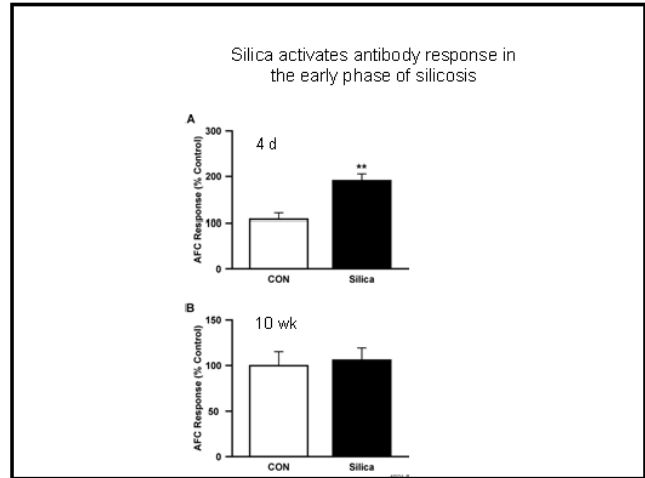 Silica activates antibody response in
the early phase of silicosis
A
4 d
AFC Response (% Control)
300
200
100
0
**
CON
Silica
B
10 wk
AFC Response (% Control)
150
100
50
0
CON
Silica